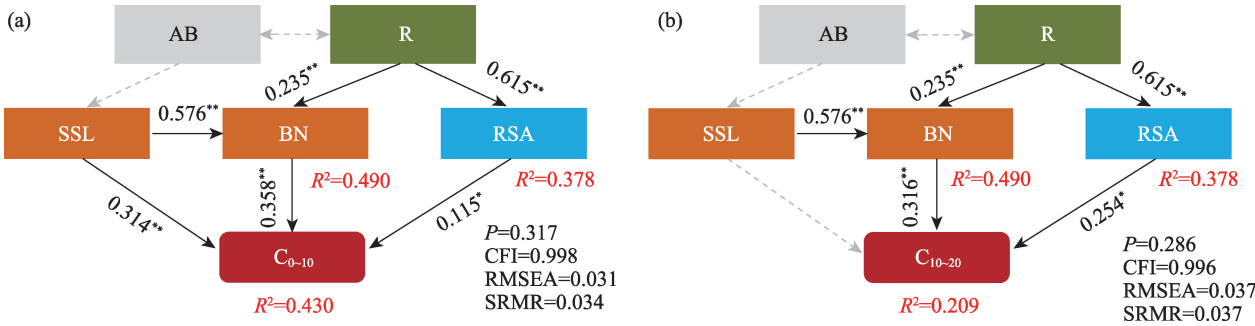 (a)
AB
R
0.235**
0.615**
SSL
0.576**
BN
RSA
R²=0.490
R²=0.378
0.314**
0.358**
0.115*
C0~10
R²=0.430
P=0.317
CFI=0.998
RMSEA=0.031
SRMR=0.034
(b)
AB
R
0.235**
0.615**
SSL
0.576**
BN
RSA
R²=0.490
R²=0.378
0.316**
0.254*
C10~20
R²=0.209
P=0.286
CFI=0.996
RMSEA=0.037
SRMR=0.037